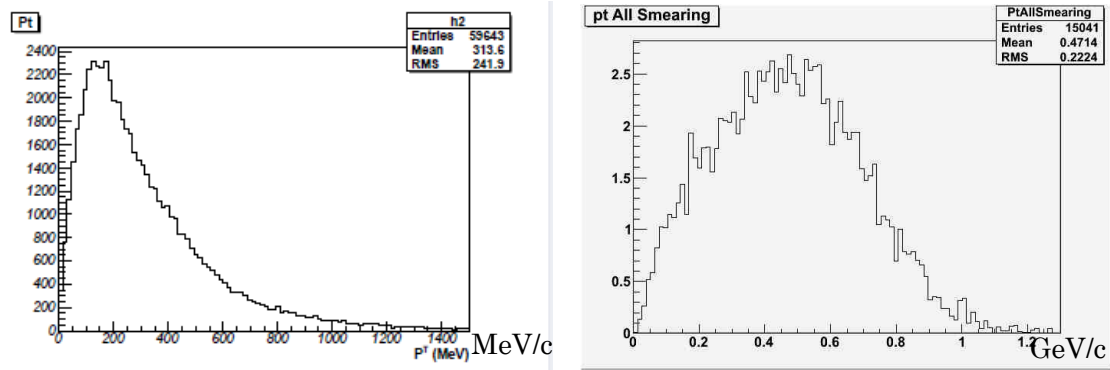 Pt
h2
Entries 59643
Mean 313.6
RMS 241.9
2400
2200
2000
1800
1600
1400
1200
1000
800
600
400
200
0
0 200 400 600 800 1000 1200 1400
P^T (MeV)
MeV/c
pt All Smearing
PtAllSmearing
Entries 15041
Mean 0.4714
RMS 0.2224
2.5
2
1.5
1
0.5
0
0 0.2 0.4 0.6 0.8 1 1.2
GeV/c